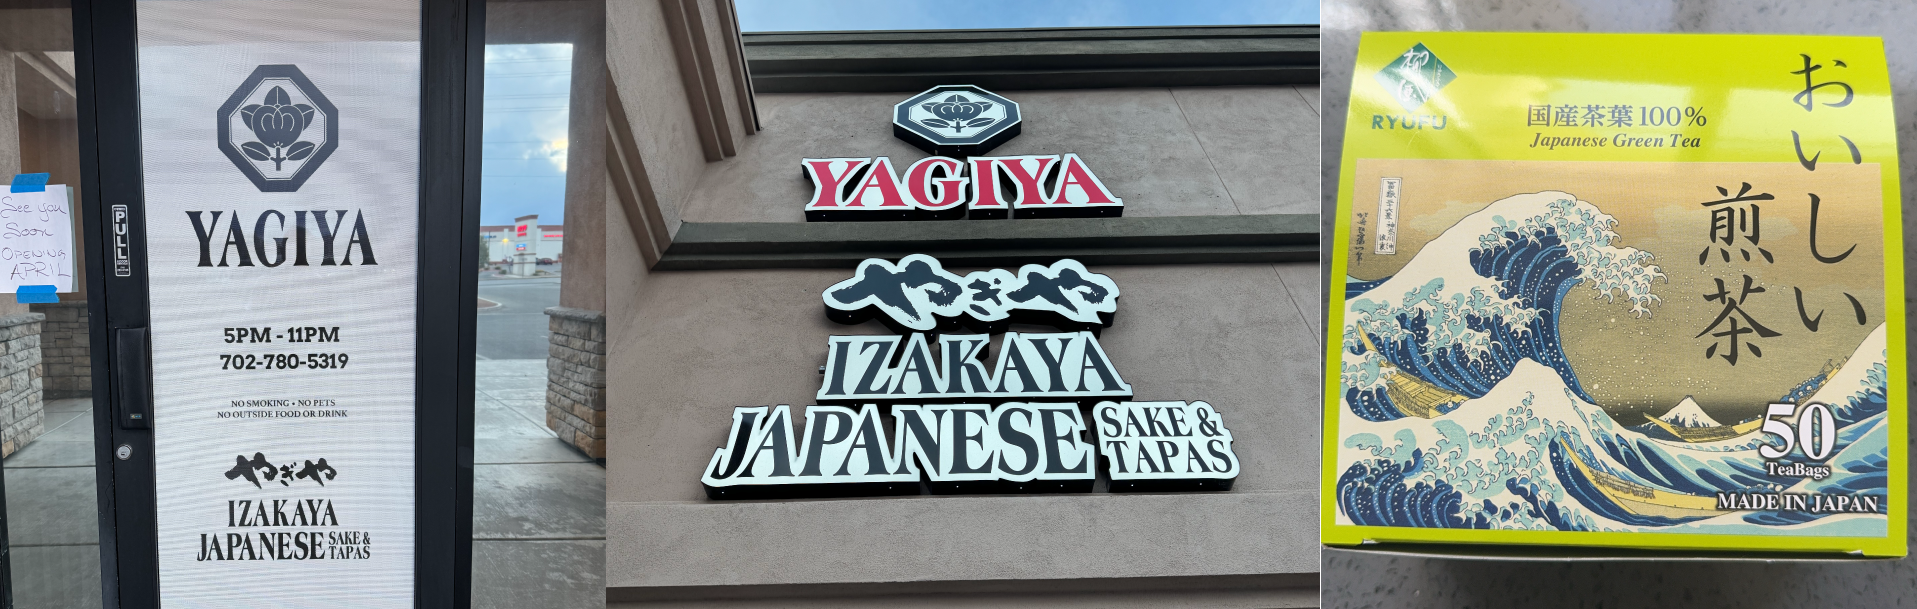 See you
Soon
OPENING
APRIL
PULL
YAGIYA
5PM - 11PM
702-780-5319
NO SMOKING • NO PETS
NO OUTSIDE FOOD OR DRINK
やぎや
IZAKAYA
JAPANESE SAKE & TAPAS
YAGIYA
やぎや
IZAKAYA
JAPANESE SAKE & TAPAS
柳風
RYUFU
国産茶葉100%
Japanese Green Tea
おいしい
煎茶
50
TeaBags
MADE IN JAPAN